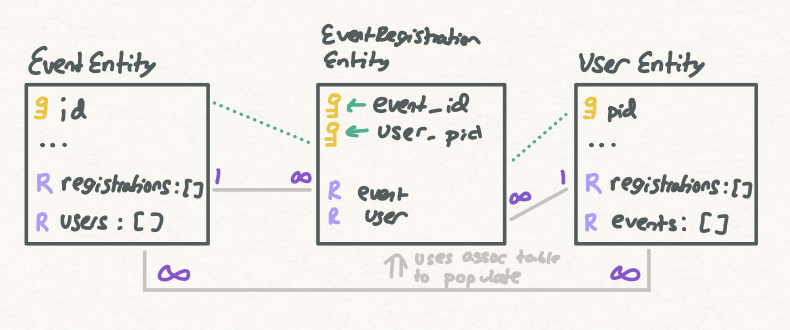 Event Entity
id
...
R registrations:[]
R users: []
EventRegistration
Entity
← event_id
← user_pid
R event
R user
User Entity
pid
...
R registrations:[]
R events: []
1
∞
∞
1
uses assoc table
to populate
∞
∞